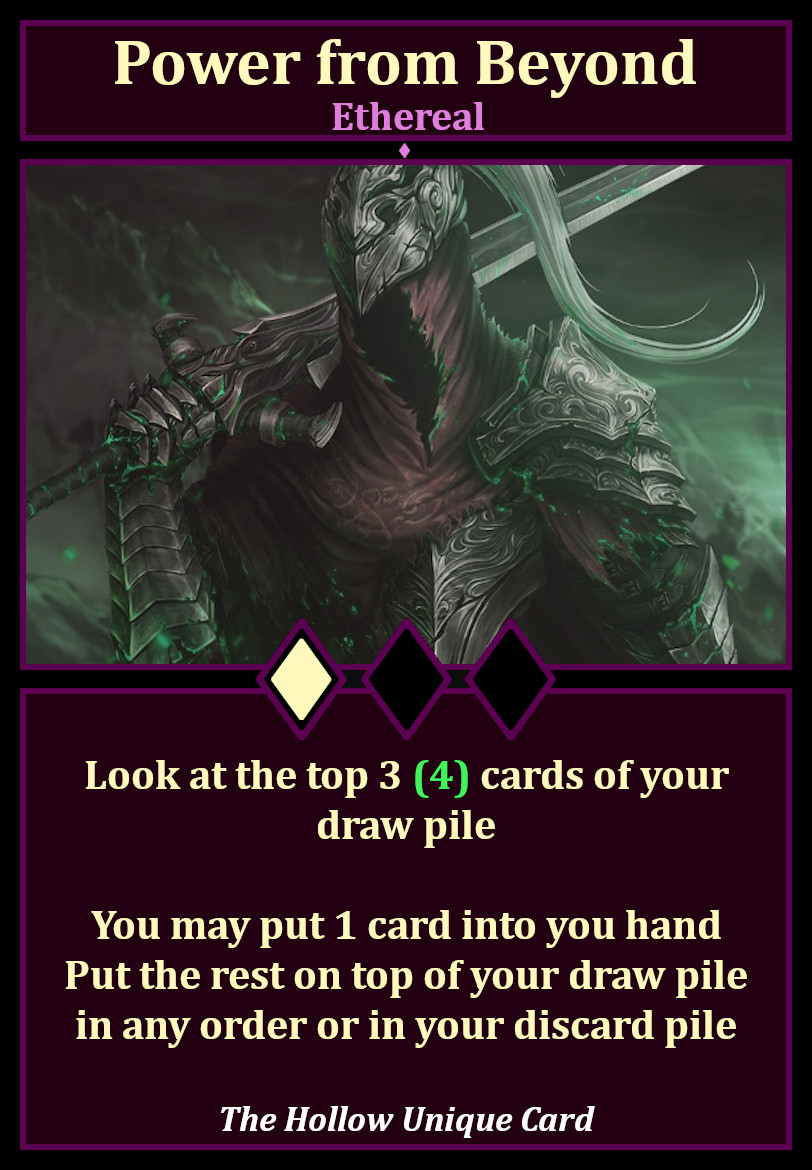 Power from Beyond
Ethereal
Look at the top 3 (4) cards of your
draw pile
You may put 1 card into you hand
Put the rest on top of your draw pile
in any order or in your discard pile
The Hollow Unique Card